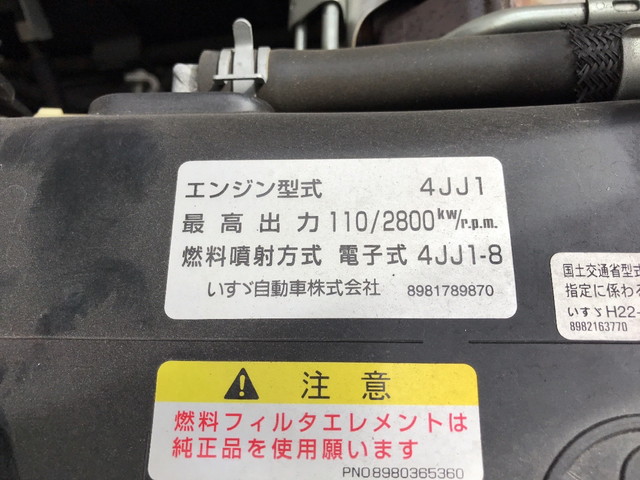 エンジン型式 4JJ1
最高出力 110/2800kw/r.p.m.
燃料噴射方式 電子式 4JJ1-8
いすゞ自動車株式会社 8981789870
国土交通省型式
指定に係わる
いすゞH22-
8982163770
注意
燃料フィルタエレメントは
純正品を使用願います
PNO8980365360